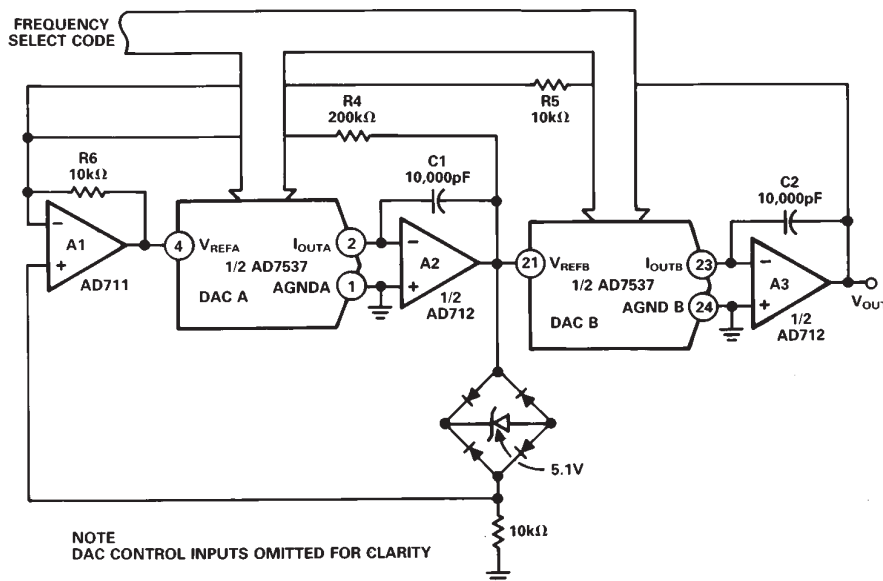 FREQUENCY
SELECT CODE
R4
200kΩ
R5
10kΩ
R6
10kΩ
C1
10,000pF
C2
10,000pF
−
A1
+
AD711
4
VREFA
IOUTA
2
1/2 AD7537
AGNDA
1
DAC A
−
A2
+
1/2
AD712
21
VREFB
IOUTB
23
1/2 AD7537
AGND B
24
DAC B
−
A3
+
1/2
AD712
VOU
5.1V
10kΩ
NOTE
DAC CONTROL INPUTS OMITTED FOR CLARITY